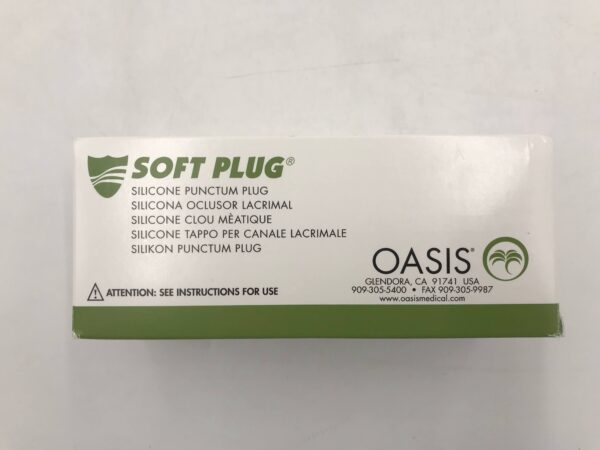 SOFT PLUG®
SILICONE PUNCTUM PLUG
SILICONA OCLUSOR LACRIMAL
SILICONE CLOU MÈATIQUE
SILICONE TAPPO PER CANALE LACRIMALE
SILIKON PUNCTUM PLUG
ATTENTION: SEE INSTRUCTIONS FOR USE
OASIS®
GLENDORA, CA 91741 USA
909-305-5400 • FAX 909-305-9987
www.oasismedical.com